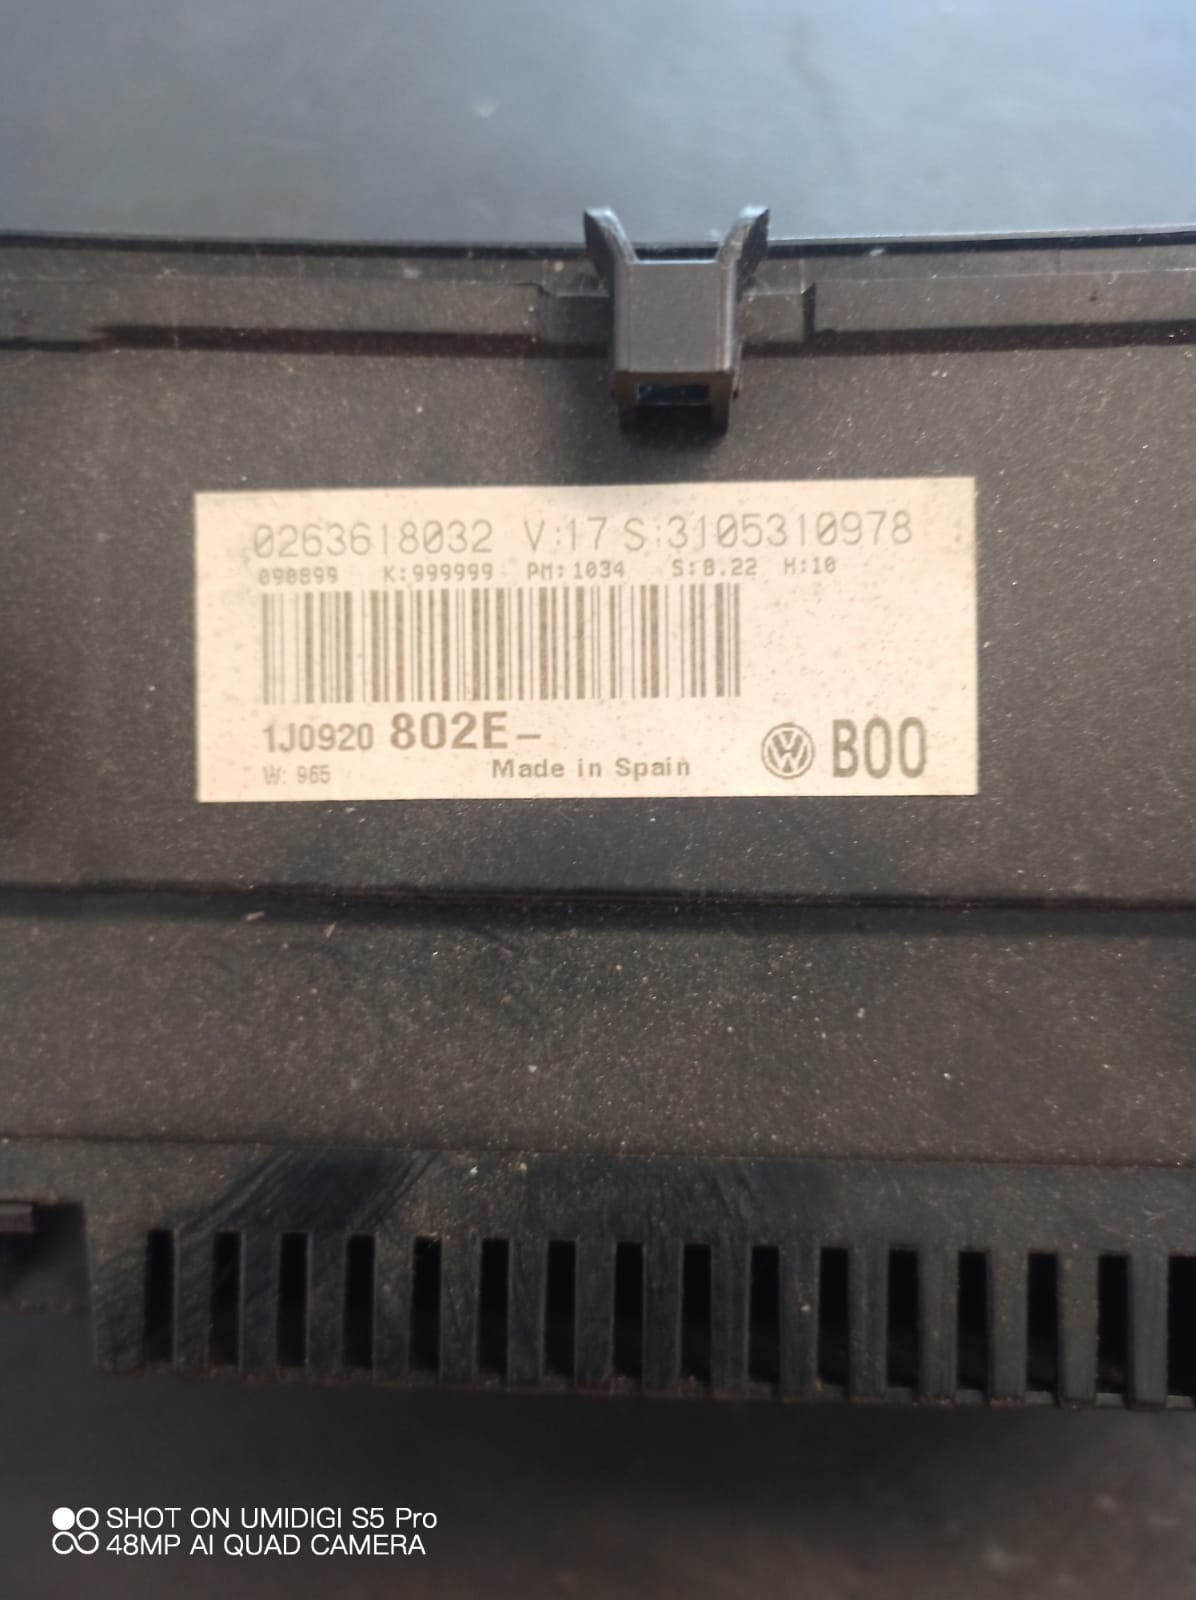 0263618032 V:17 S:3105310978
090899 K:999999 PM:1034 S:8.22 H:10
1J0920 802E-
B00
W: 965 Made in Spain
SHOT ON UMIDIGI S5 Pro
48MP AI QUAD CAMERA